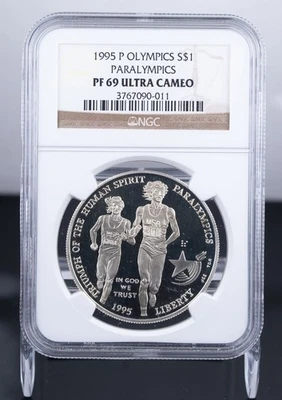 1995 P OLYMPICS S$1
PARALYMPICS
PF 69 ULTRA CAMEO
3767090-011
NGC
TRIUMPH OF THE HUMAN SPIRIT
PARALYMPICS
IN GOD
WE
TRUST
1995
LIBERTY